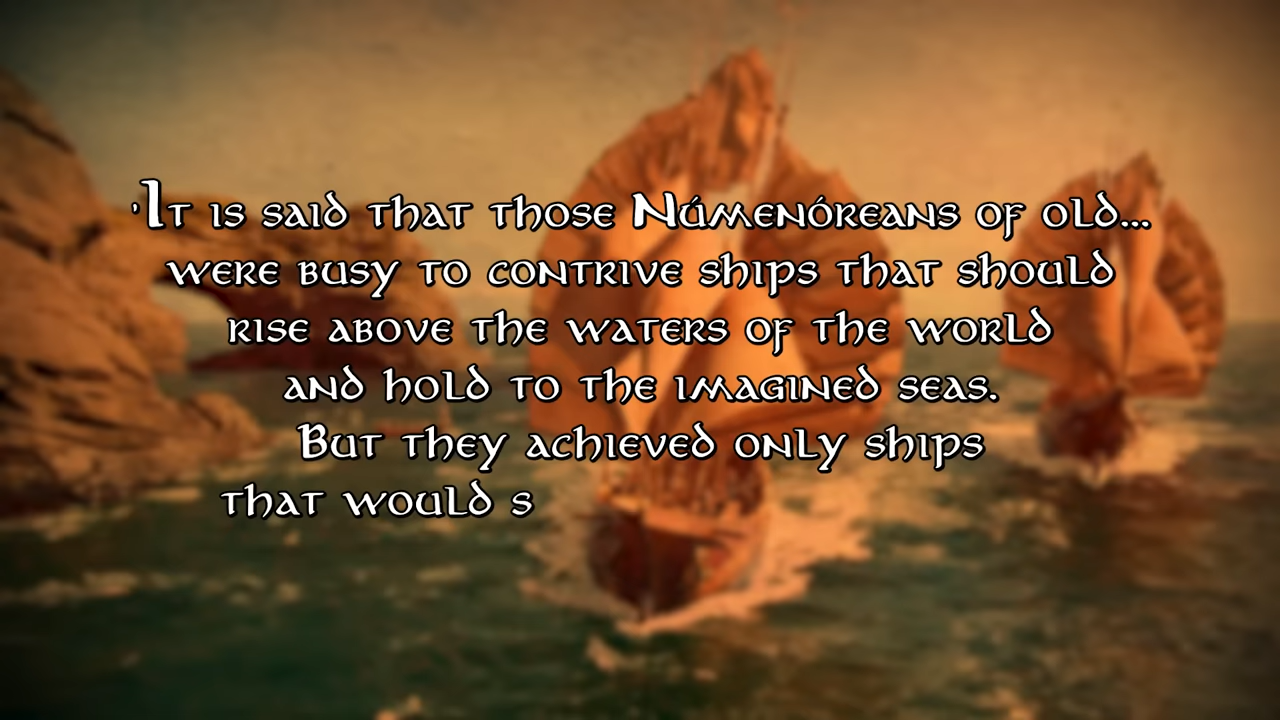 'It is said that those Númenóreans of old...
were busy to contrive ships that should
rise above the waters of the world
and hold to the imagined seas.
But they achieved only ships
that would s